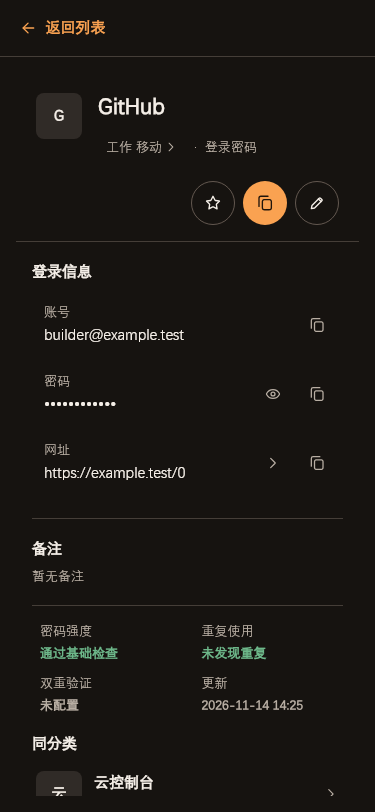 返回列表
G
GitHub
工作 移动 · 登录密码
登录信息
账号
builder@example.test
密码
••••••••••••
网址
https://example.test/0
备注
暂无备注
密码强度 重复使用
通过基础检查 未发现重复
双重验证 更新
未配置 2026-11-14 14:25
同分类
云 云控制台